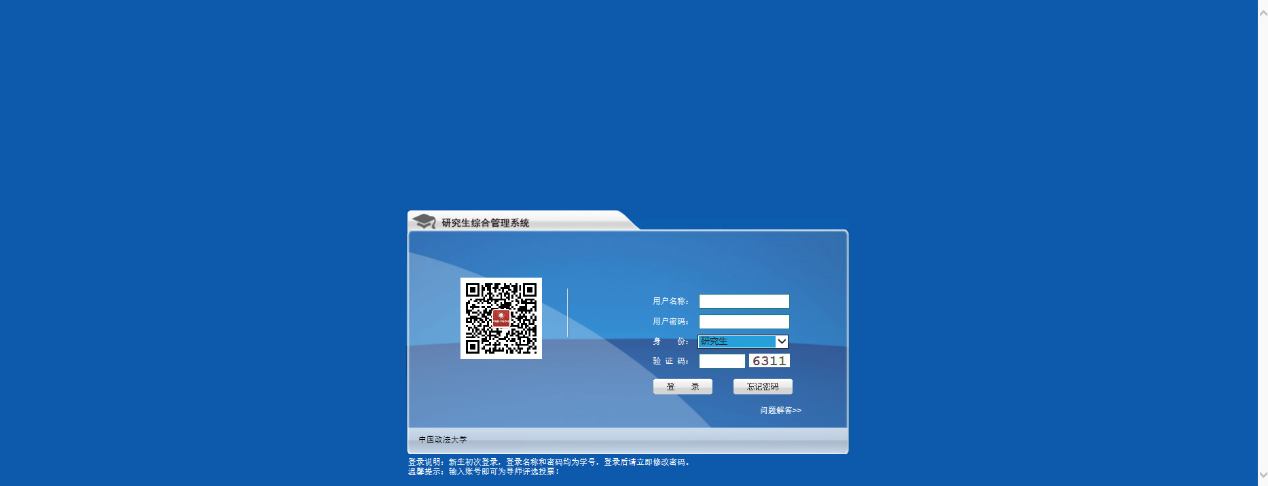 研究生综合管理系统
用户名称：
用户密码：
身 份： 研究生
验 证 码： 6311
登 录 忘记密码
问题解答>>
中国政法大学
登录说明：新生初次登录，登录名称和密码均为学号，登录后请立即修改密码。
温馨提示：输入账号即可为导师评选投票！